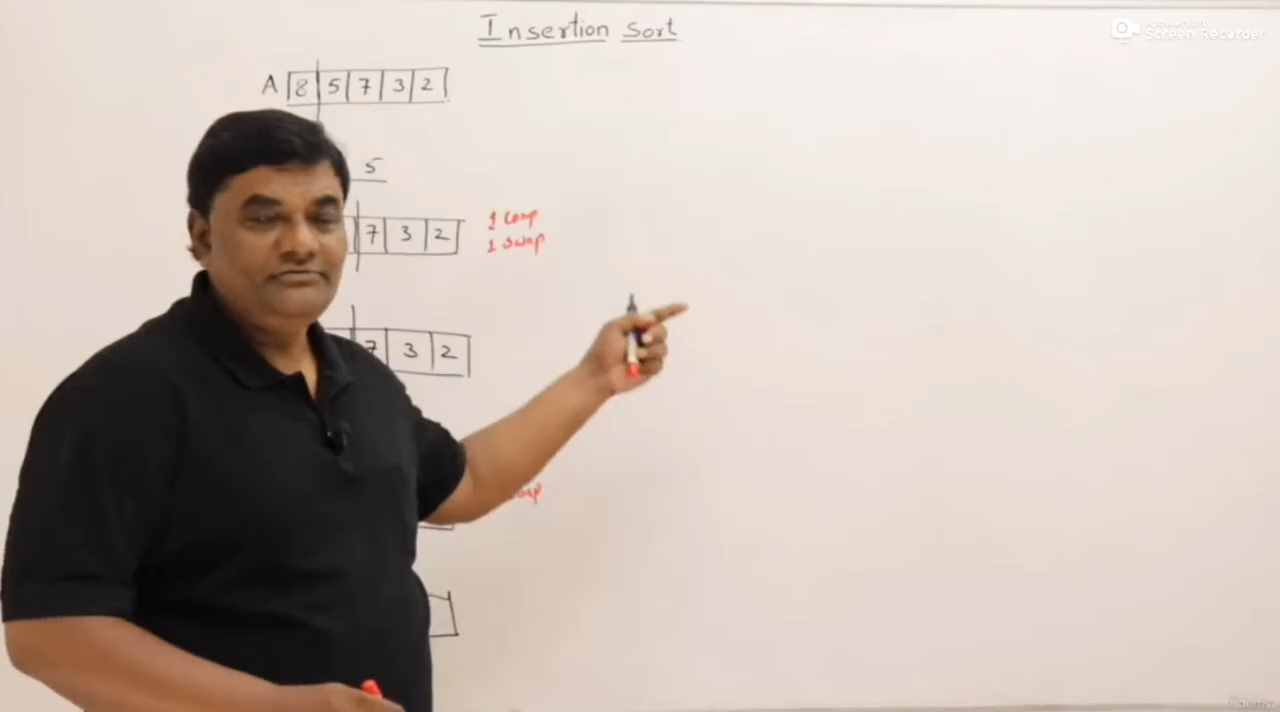 Insertion Sort
Screen Recorder
A 8 5 7 3 2
5
7 3 2
1 Comp
1 Swap
7 3 2
udemy